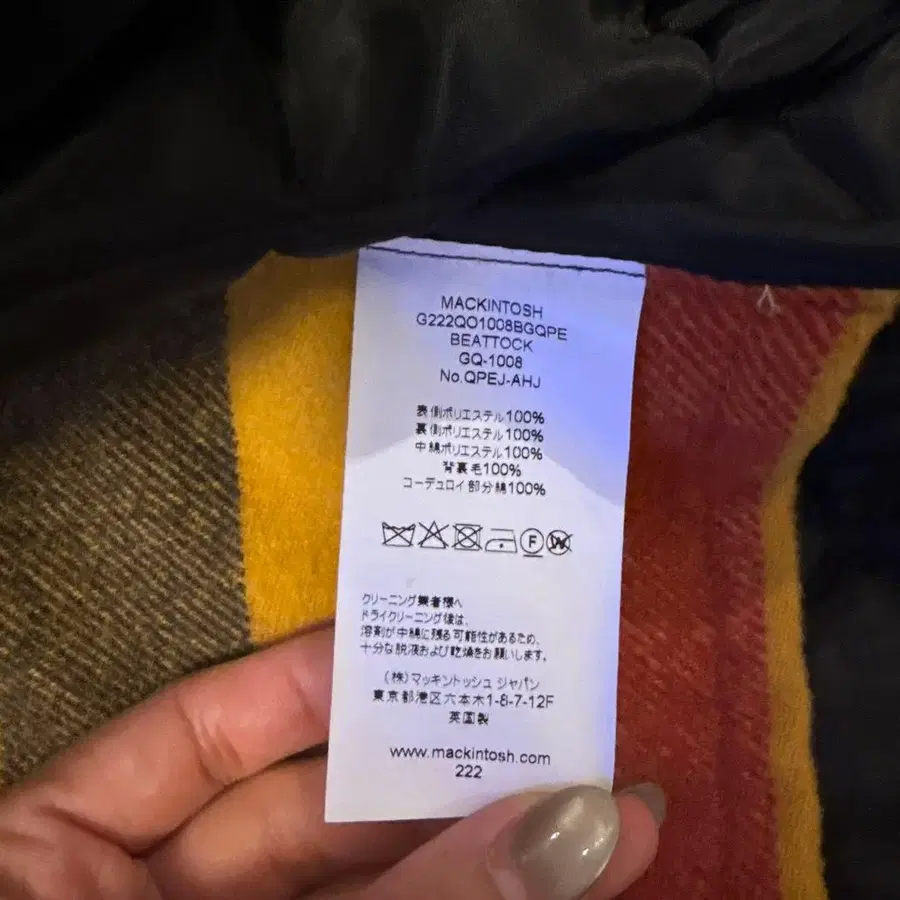 MACKINTOSH
G222QO1008BGQPE
BEATTOCK
GQ-1008
No.QPEJ-AHJ
表側ポリエステル100%
裏側ポリエステル100%
中綿ポリエステル100%
背裏毛100%
コーデュロイ部分綿100%
F
W
クリーニング業者様へ
ドライクリーニング後は、
溶剤が中綿に残る可能性があるため、
十分な脱液および乾燥をお願いします。
(株)マッキントッシュ ジャパン
東京都港区六本木1-8-7-12F
英国製
www.mackintosh.com
222